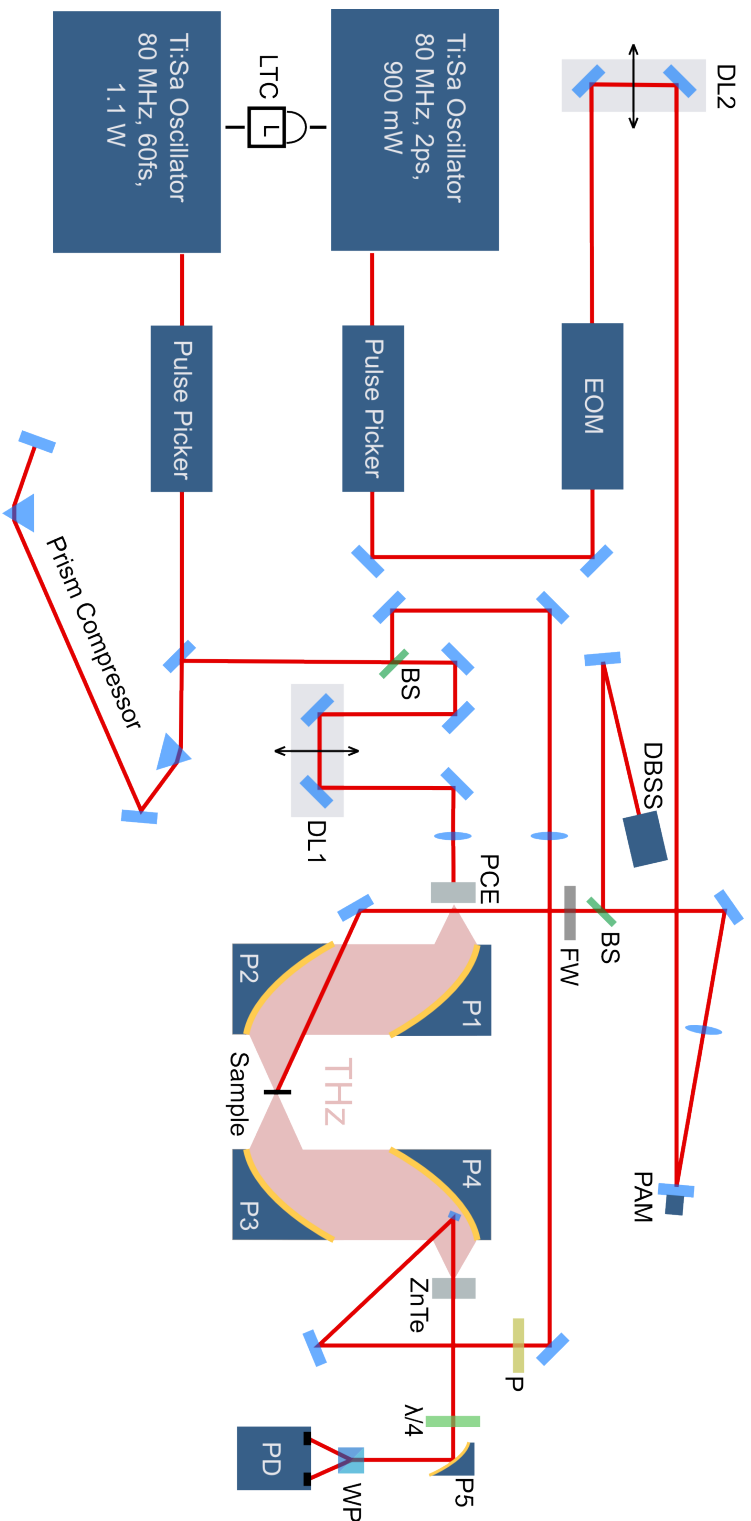 Ti:Sa Oscillator
80 MHz, 60fs,
1.1 W
LTC
L
Ti:Sa Oscillator
80 MHz, 2ps,
900 mW
DL2
Pulse Picker
Pulse Picker
EOM
Prism Compressor
BS
DL1
DBSS
PCE
FW
BS
P2
P1
Sample
THz
PAM
P3
P4
ZnTe
P
λ/4
PD
WP
P5